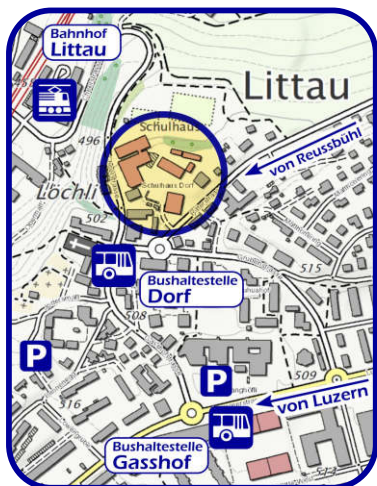 Bahnhof
Littau
Littau
496
Schulhaus
Schulhaus Dorf
von Reussbühl
Löchli
502
Bushaltestelle
Dorf
515
508
P
P
509
von Luzern
516
Bushaltestelle
Gasshof